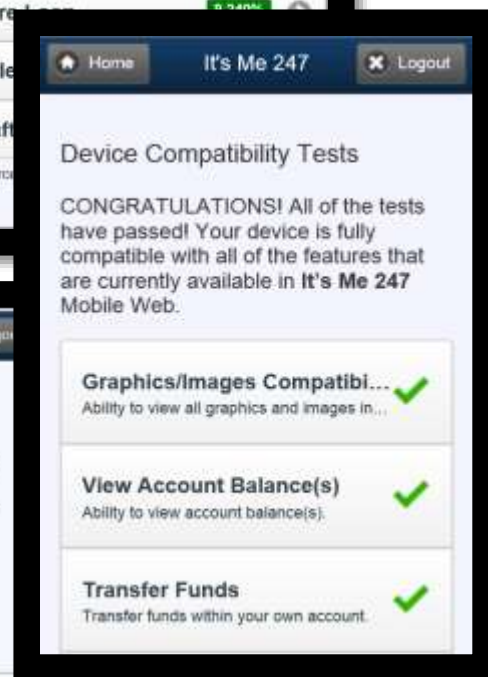 8.240%
Home It's Me 247 Logout
Device Compatibility Tests
CONGRATULATIONS! All of the tests
have passed! Your device is fully
compatible with all of the features that
are currently available in It's Me 247
Mobile Web.
Graphics/Images Compatibi...
Ability to view all graphics and images in...
View Account Balance(s)
Ability to view account balance(s).
Transfer Funds
Transfer funds within your own account.